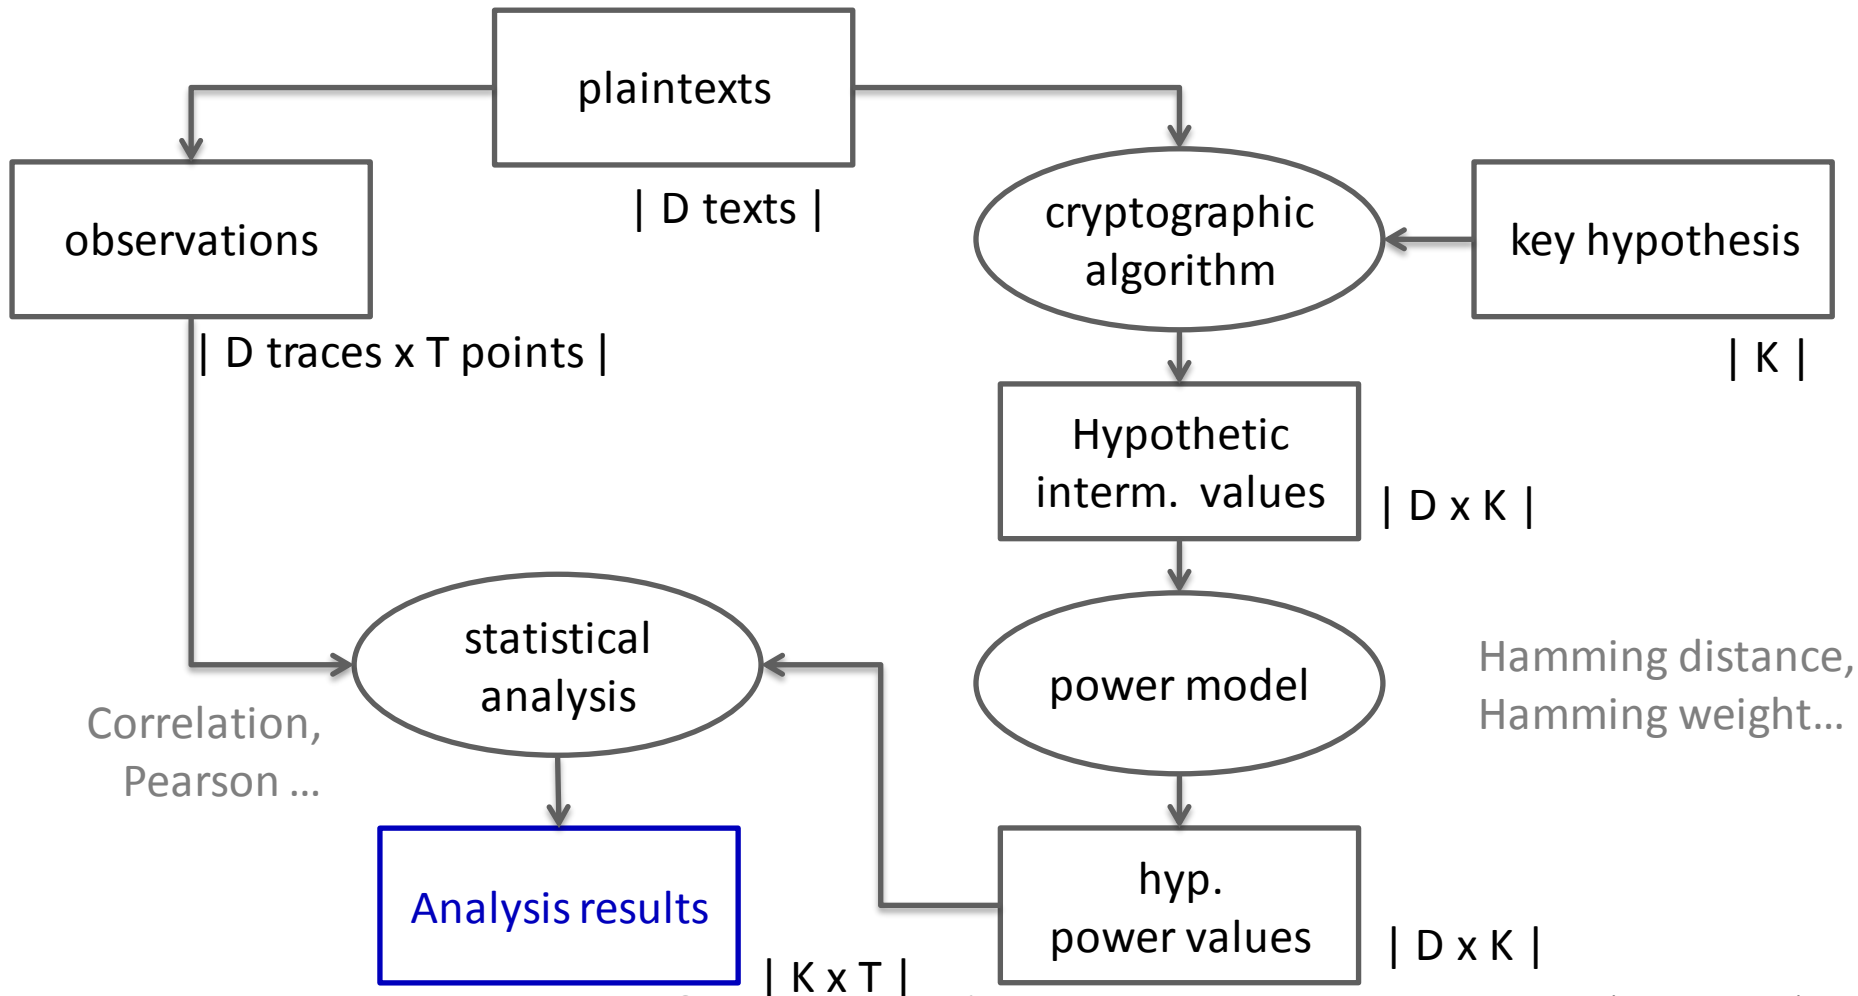 plaintexts
| D texts |
observations
| D traces x T points |
cryptographic
algorithm
key hypothesis
| K |
Hypothetic
interm. values
| D x K |
statistical
analysis
Correlation,
Pearson ...
power model
Hamming distance,
Hamming weight...
Analysis results
| K x T |
hyp.
power values
| D x K |